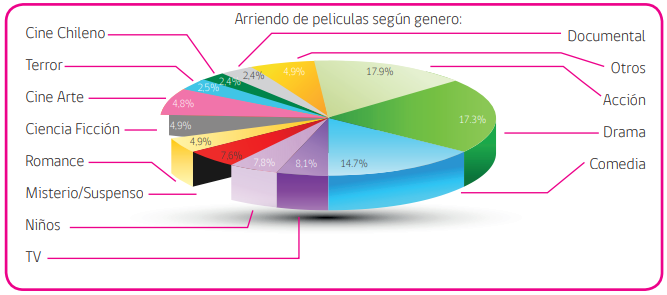 Arriendo de peliculas según genero:
Cine Chileno
Terror
Cine Arte
Ciencia Ficción
Romance
Misterio/Suspenso
Niños
TV
Documental
Otros
Acción
Drama
Comedia
2.4%
4.9%
17.9%
2.4%
2.5%
4.8%
4.9%
4.9%
7.6%
7.8%
8.1%
14.7%
17.3%